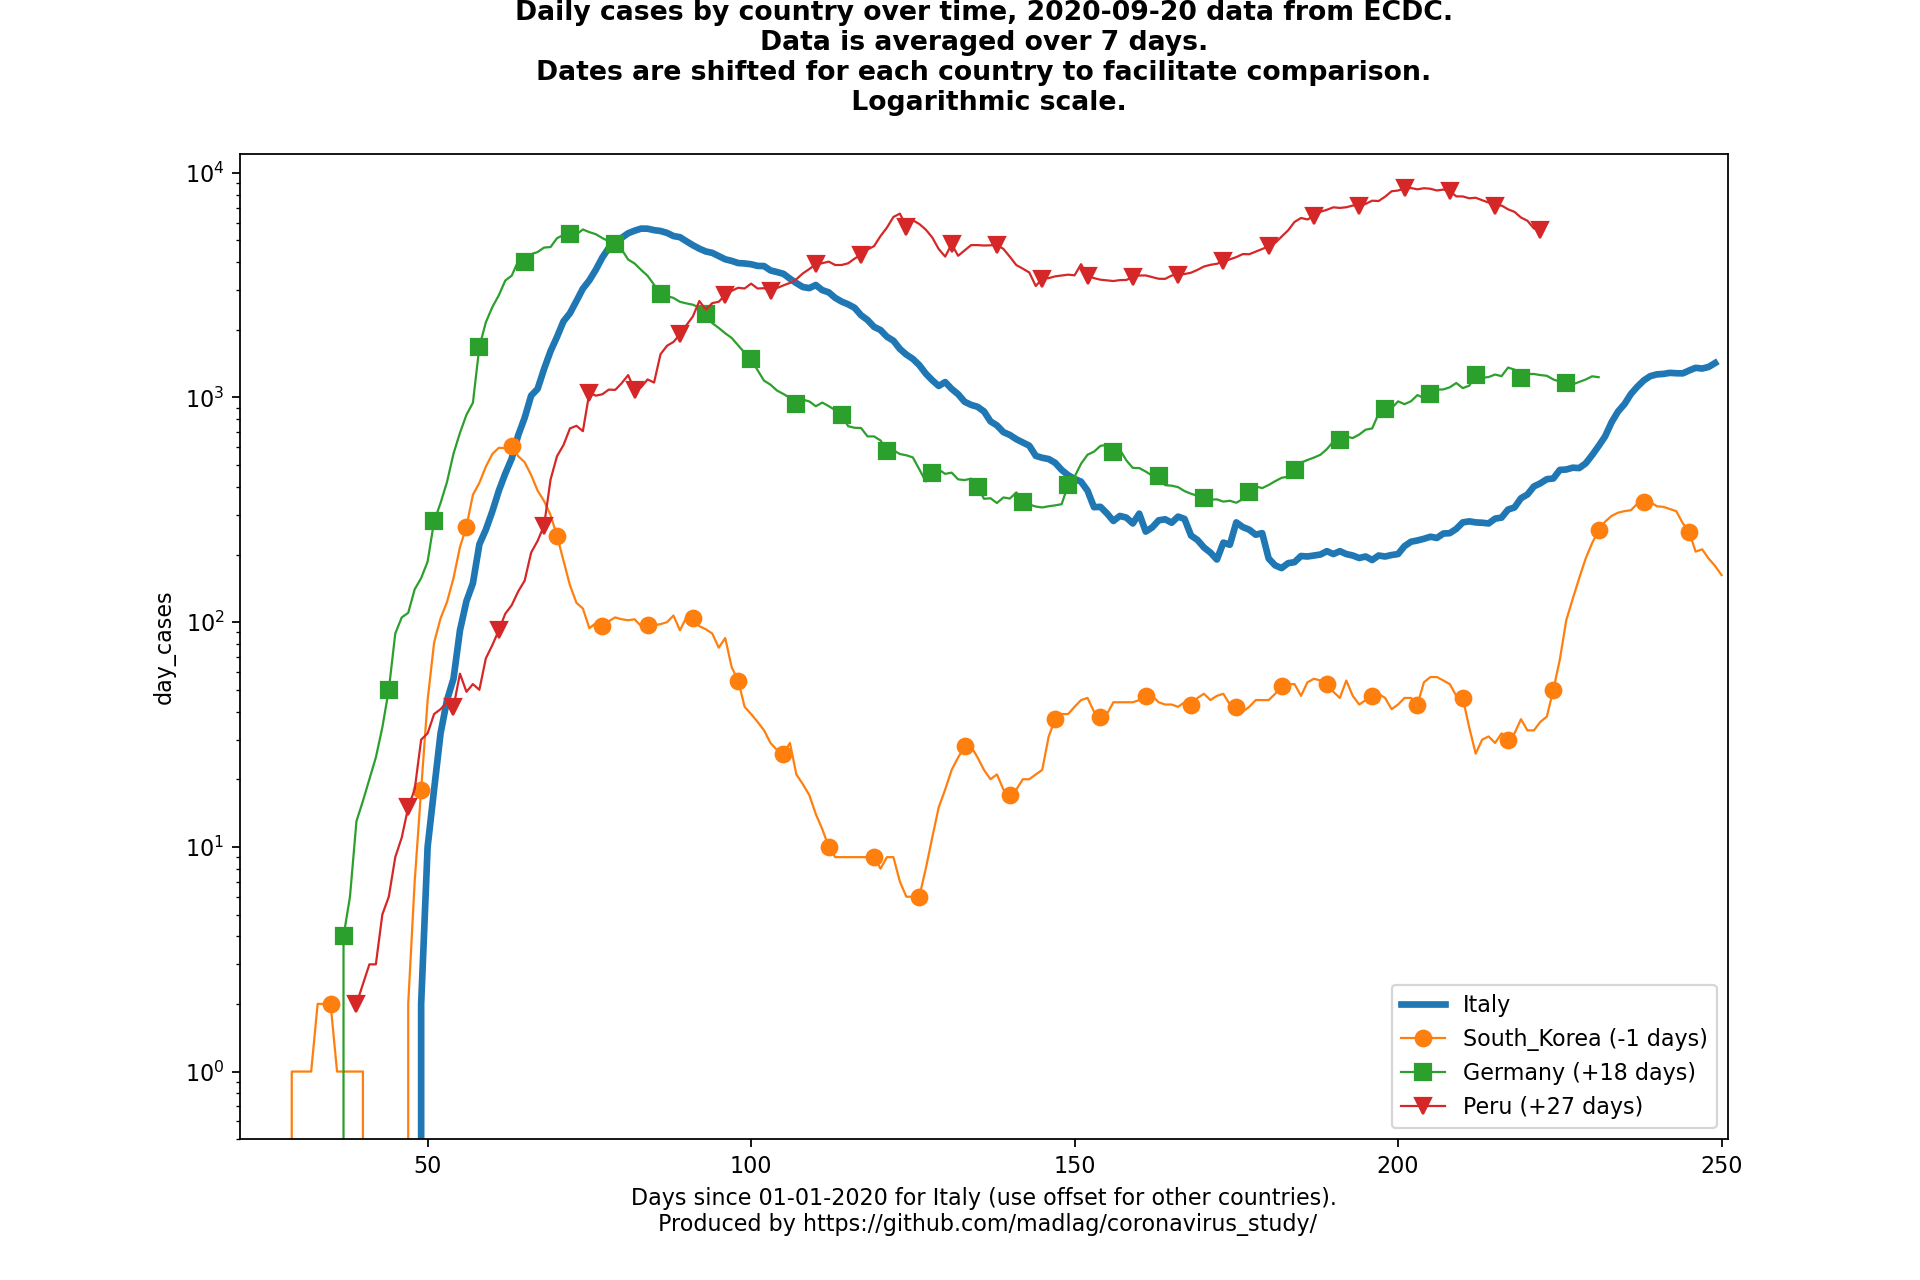 Daily cases by country over time, 2020-09-20 data from ECDC.
Data is averaged over 7 days.
Dates are shifted for each country to facilitate comparison.
Logarithmic scale.
10⁴
10³
10²
10¹
10⁰
day_cases
50 100 150 200 250
Italy
South_Korea (-1 days)
Germany (+18 days)
Peru (+27 days)
Days since 01-01-2020 for Italy (use offset for other countries).
Produced by https://github.com/madlag/coronavirus_study/